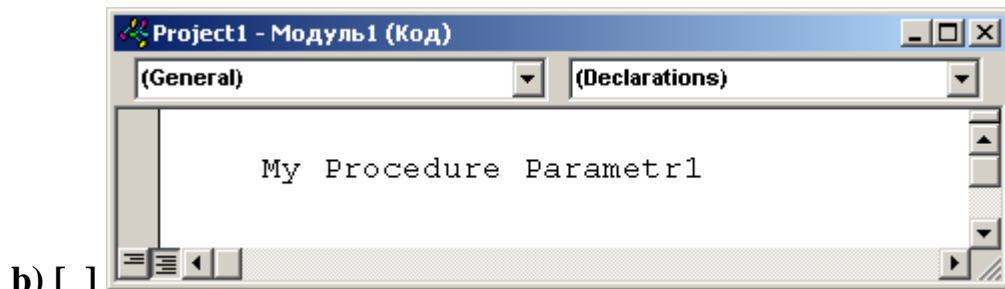 Project1 - Модуль1 (Код)
(General) (Declarations)
My Procedure Parametr1
b) [ ]